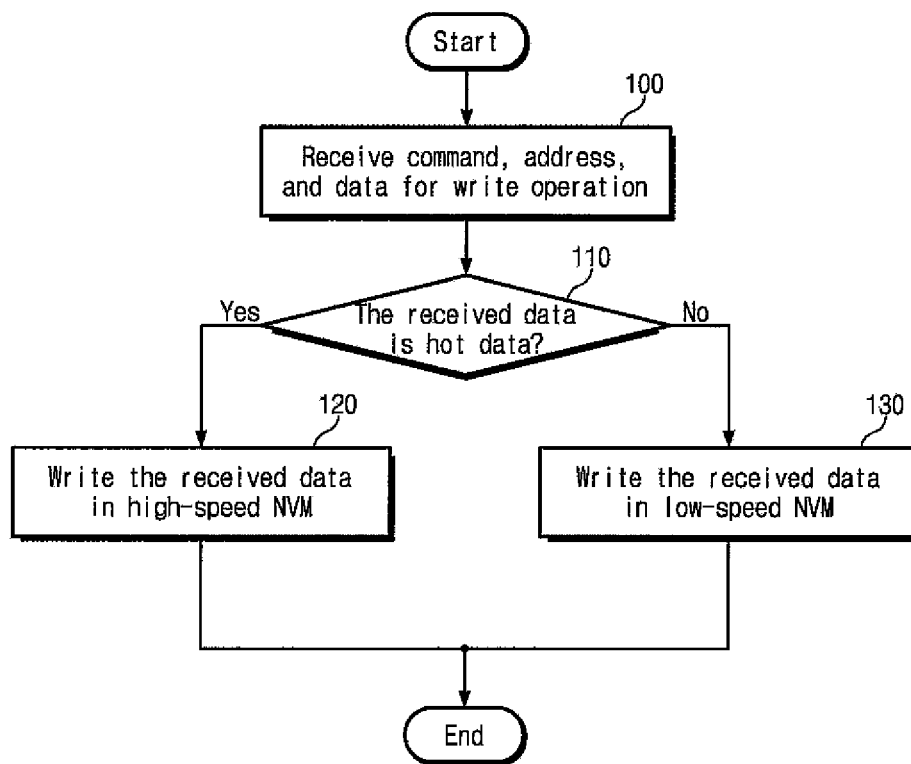 Start
100
Receive command, address,
and data for write operation
110
Yes
The received data
is hot data?
No
120
Write the received data
in high-speed NVM
130
Write the received data
in low-speed NVM
End